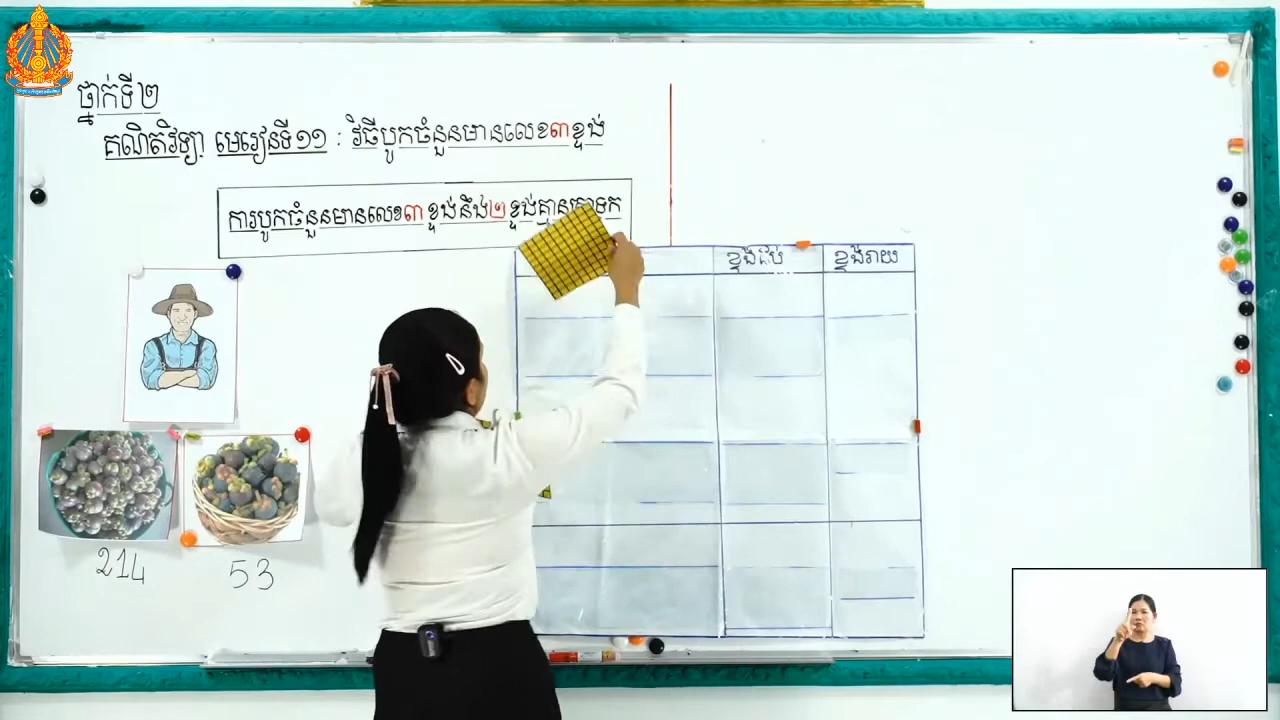 ថ្នាក់ទី២
គណិតវិទ្យា មេរៀនទី១១ : វិធីបូកចំនួនមានលេខ៣ខ្ទង់
ការបូកចំនួនមានលេខ៣ខ្ទង់នឹង២ខ្ទង់គ្មានត្រាទុក
ខ្ទង់ដប់ ខ្ទង់រាយ
214 53